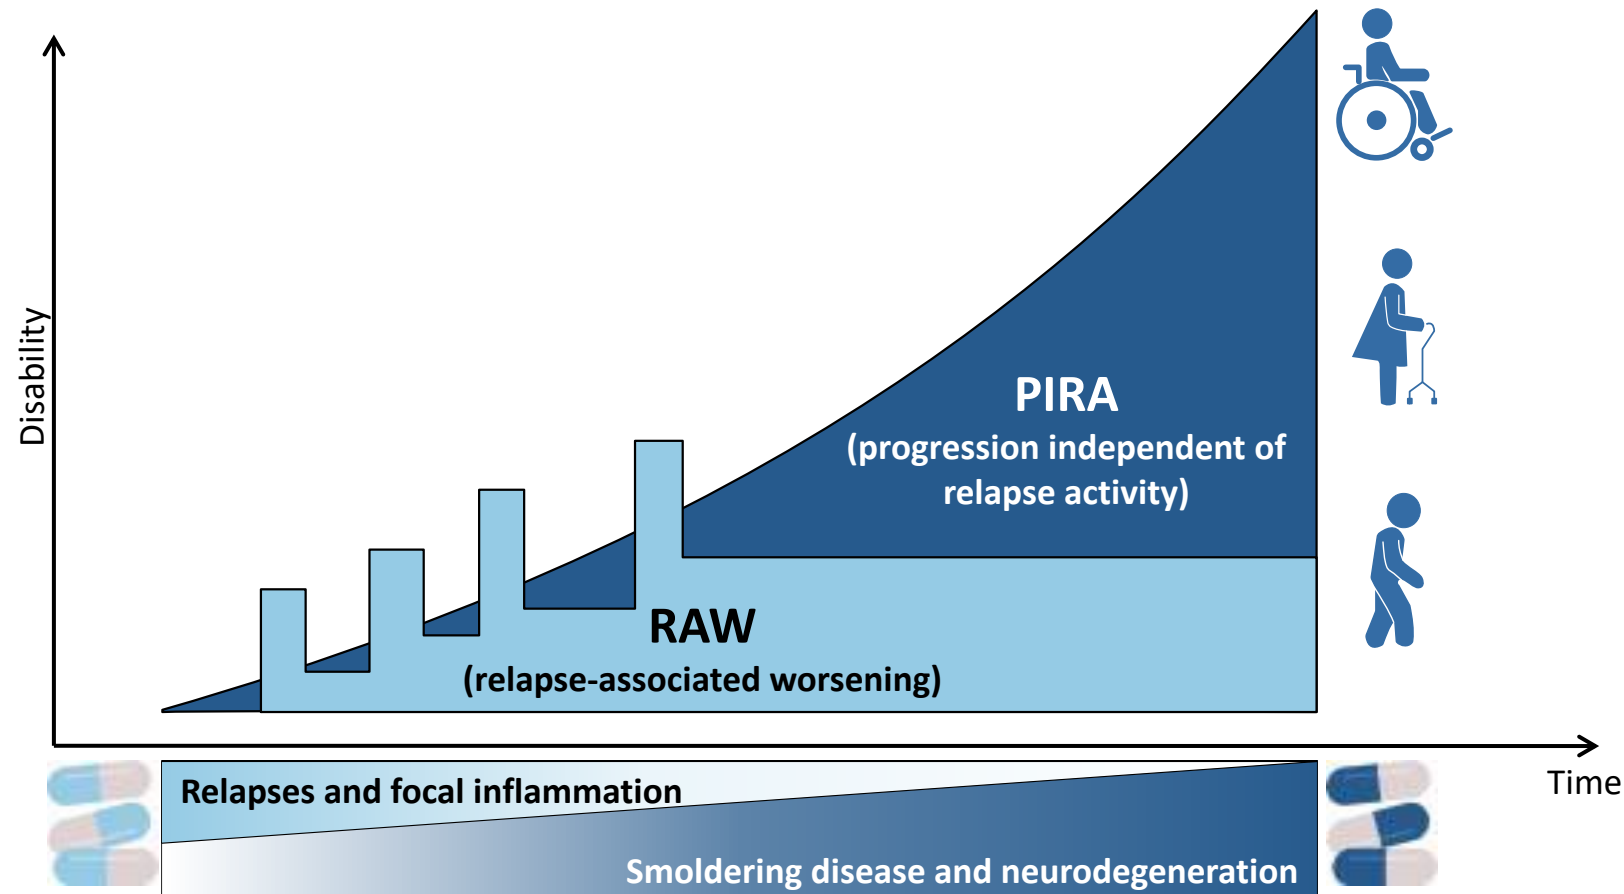 Disability
PIRA
(progression independent of
relapse activity)
RAW
(relapse-associated worsening)
Time
Relapses and focal inflammation
Smoldering disease and neurodegeneration